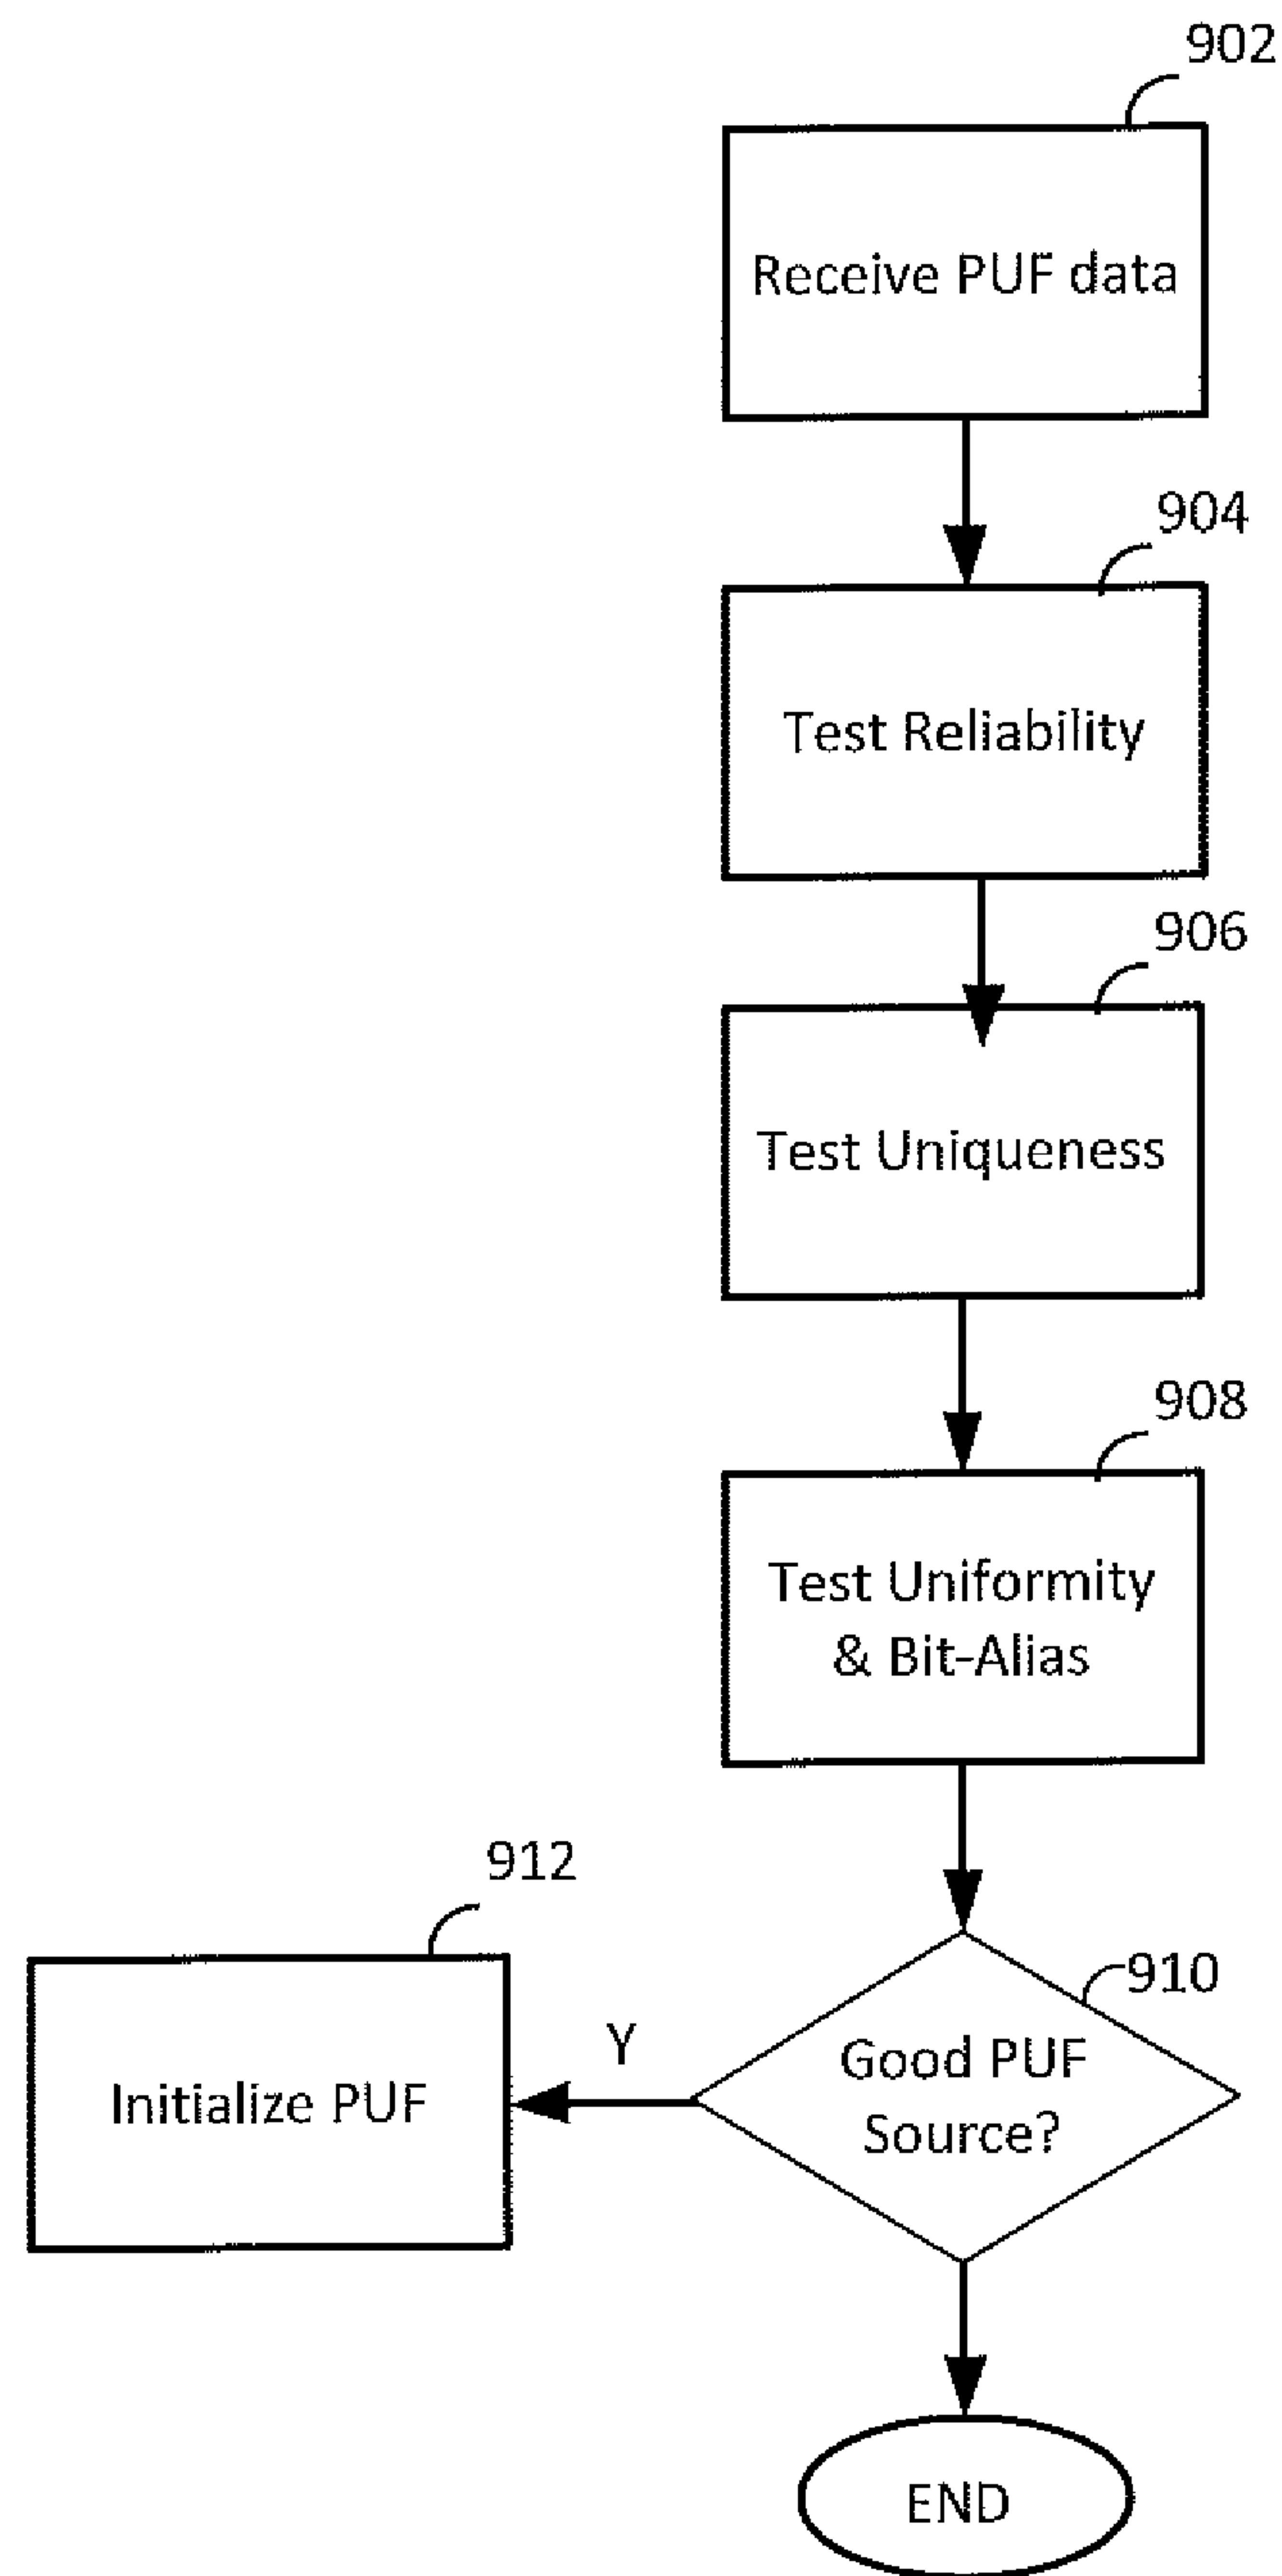 902
Receive PUF data
904
Test Reliability
906
Test Uniqueness
908
Test Uniformity
& Bit-Alias
912
910
Y
Good PUF
Source?
Initialize PUF
END